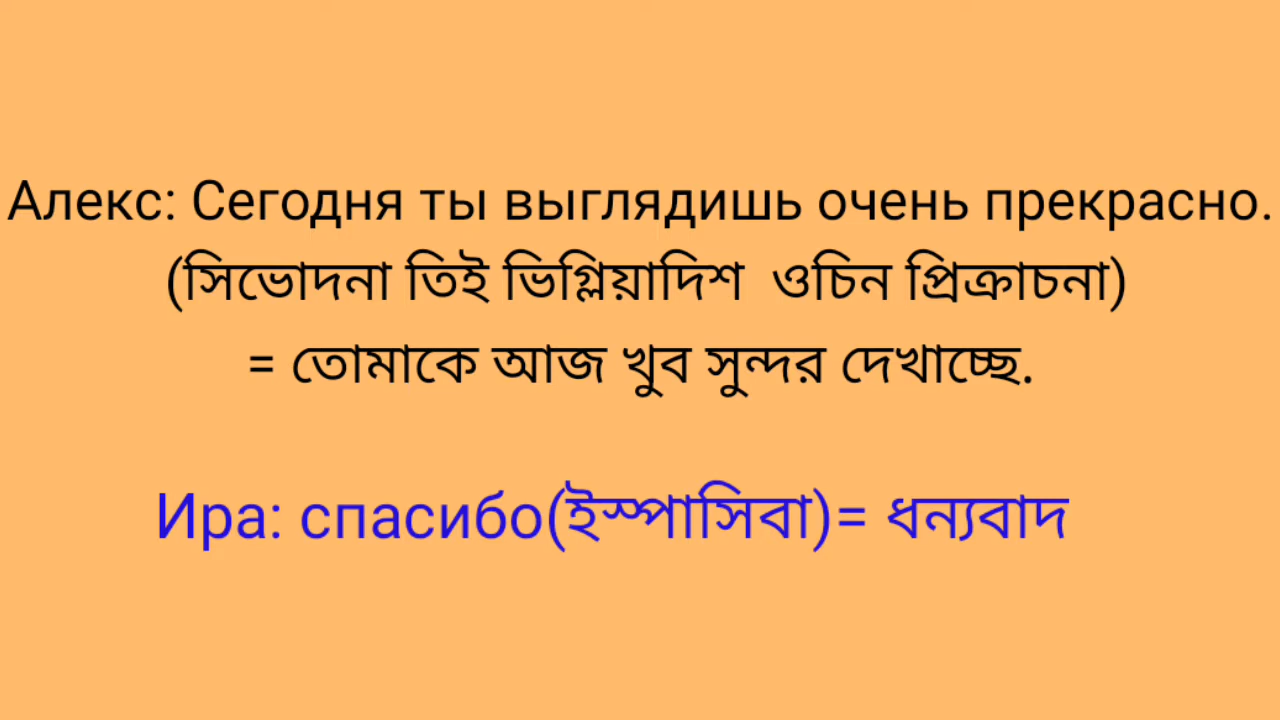 Алекс: Сегодня ты выглядишь очень прекрасно.
(সিভোদনা তিই ভিগ্লিয়াদিশ ওচিন প্রিক্রাচনা)
= তোমাকে আজ খুব সুন্দর দেখাচ্ছে.
Ира: спасибо(ইস্পাসিবা)= ধন্যবাদ